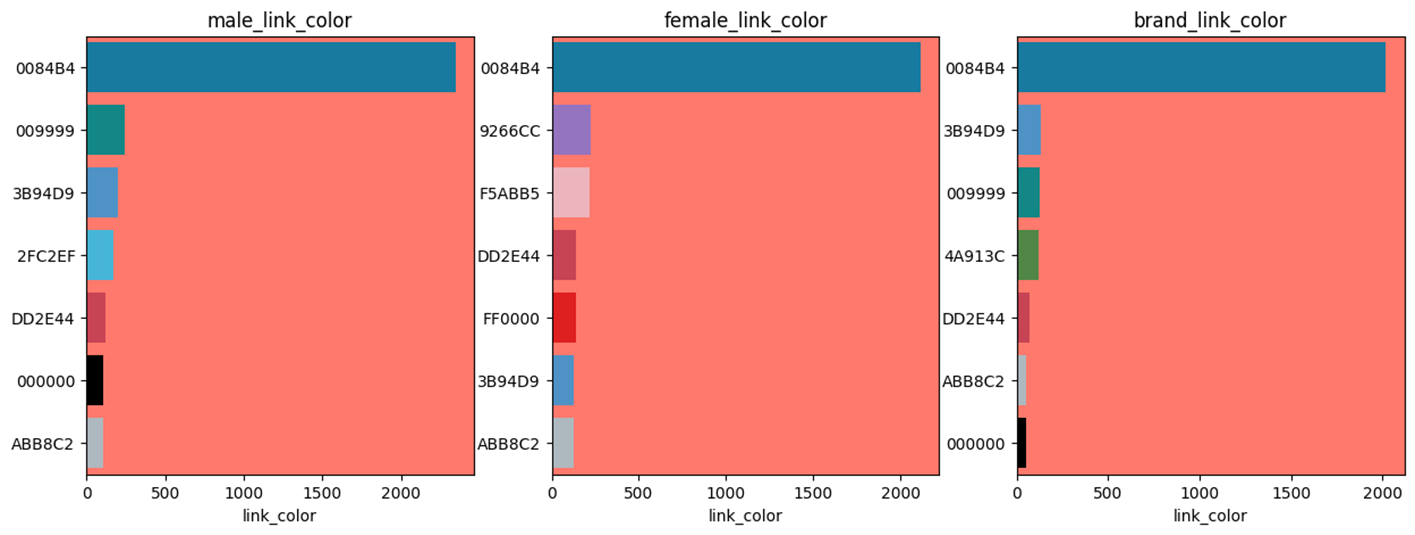 male_link_color
0084B4
009999
3B94D9
2FC2EF
DD2E44
000000
ABB8C2
0 500 1000 1500 2000
link_color
female_link_color
0084B4
9266CC
F5ABB5
DD2E44
FF0000
3B94D9
ABB8C2
0 500 1000 1500 2000
link_color
brand_link_color
0084B4
3B94D9
009999
4A913C
DD2E44
ABB8C2
000000
0 500 1000 1500 2000
link_color